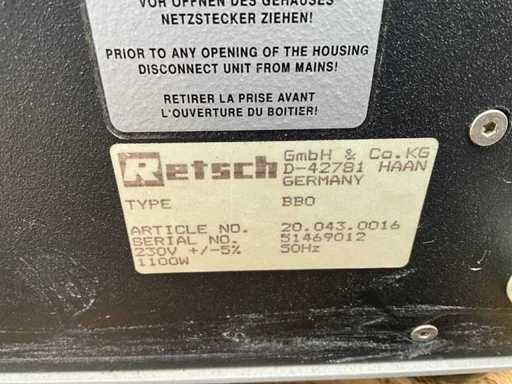 VOR ÖFFNEN DES GEHÄUSES
NETZSTECKER ZIEHEN!
PRIOR TO ANY OPENING OF THE HOUSING
DISCONNECT UNIT FROM MAINS!
RETIRER LA PRISE AVANT
L'OUVERTURE DU BOITIER!
Retsch GmbH & Co.KG
D-42781 HAAN
GERMANY
TYPE BB0
ARTICLE NO. 20.043.0016
SERIAL NO. 51469012
230V +/-5% 50Hz
1100W